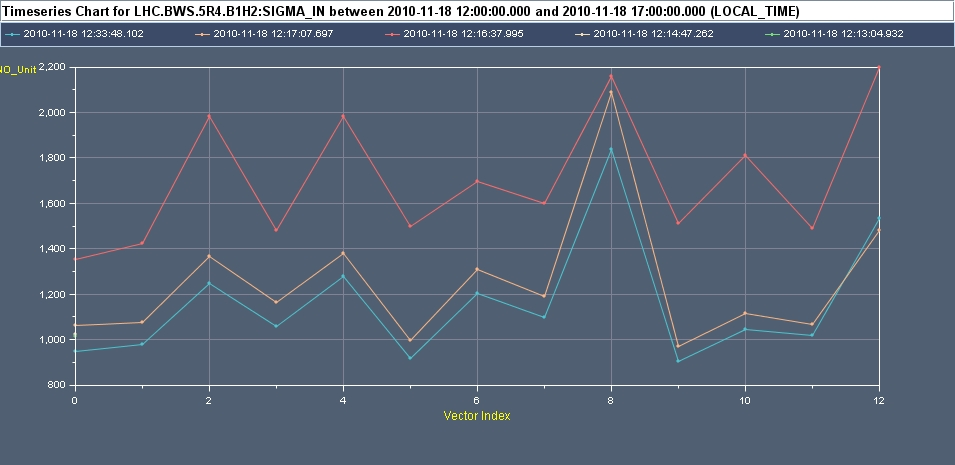 Timeseries Chart for LHC.BWS.5R4.B1H2:SIGMA_IN between 2010-11-18 12:00:00.000 and 2010-11-18 17:00:00.000 (LOCAL_TIME)
2010-11-18 12:33:48.102 2010-11-18 12:17:07.697 2010-11-18 12:16:37.995 2010-11-18 12:14:47.262 2010-11-18 12:13:04.932
NO_Unit 2,200
2,000
1,800
1,600
1,400
1,200
1,000
800
0 2 4 6 8 10 12
Vector Index